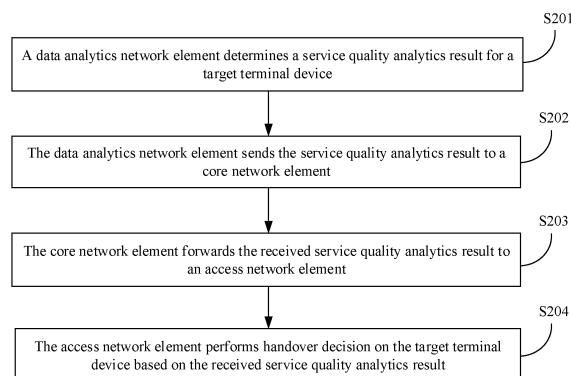 S201
A data analytics network element determines a service quality analytics result for a
target terminal device
S202
The data analytics network element sends the service quality analytics result to a
core network element
S203
The core network element forwards the received service quality analytics result to
an access network element
S204
The access network element performs handover decision on the target terminal
device based on the received service quality analytics result